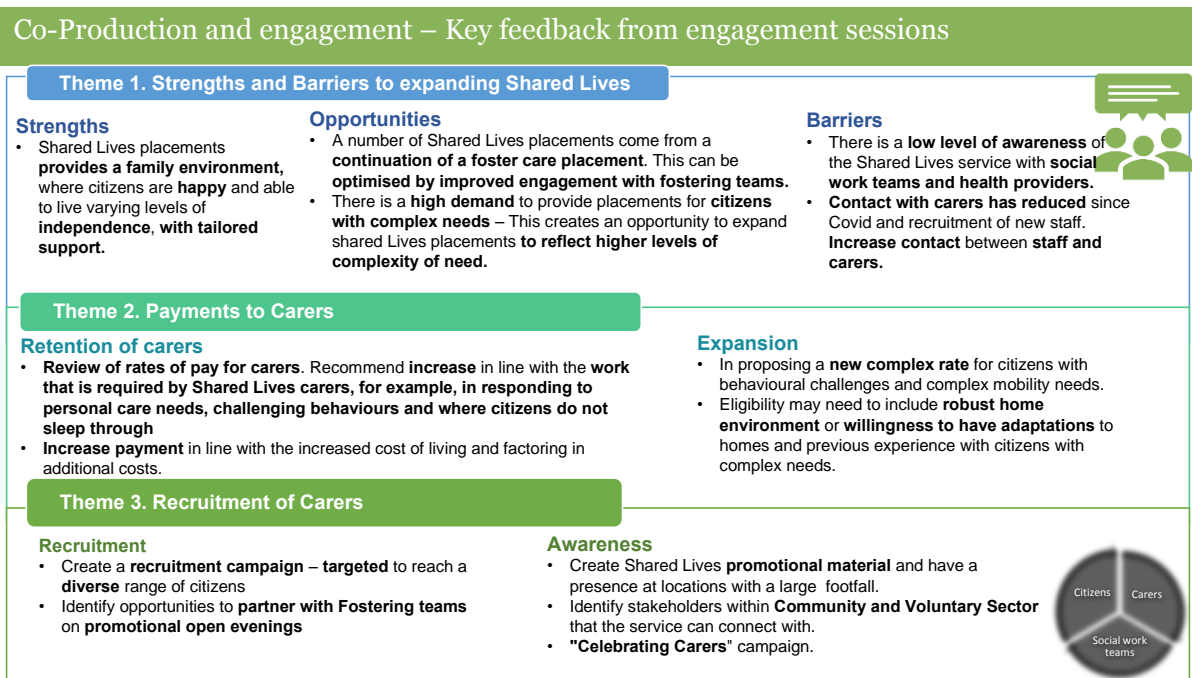 Co-Production and engagement – Key feedback from engagement sessions
Theme 1. Strengths and Barriers to expanding Shared Lives
Strengths
• Shared Lives placements
provides a family environment,
where citizens are happy and able
to live varying levels of
independence, with tailored
support.
Opportunities
• A number of Shared Lives placements come from a
continuation of a foster care placement. This can be
optimised by improved engagement with fostering teams.
• There is a high demand to provide placements for citizens
with complex needs – This creates an opportunity to expand
shared Lives placements to reflect higher levels of
complexity of need.
Barriers
• There is a low level of awareness of
the Shared Lives service with social
work teams and health providers.
• Contact with carers has reduced since
Covid and recruitment of new staff.
Increase contact between staff and
carers.
Theme 2. Payments to Carers
Retention of carers
• Review of rates of pay for carers. Recommend increase in line with the work
that is required by Shared Lives carers, for example, in responding to
personal care needs, challenging behaviours and where citizens do not
sleep through
• Increase payment in line with the increased cost of living and factoring in
additional costs.
Expansion
• In proposing a new complex rate for citizens with
behavioural challenges and complex mobility needs.
• Eligibility may need to include robust home
environment or willingness to have adaptations to
homes and previous experience with citizens with
complex needs.
Theme 3. Recruitment of Carers
Recruitment
• Create a recruitment campaign – targeted to reach a
diverse range of citizens
• Identify opportunities to partner with Fostering teams
on promotional open evenings
Awareness
• Create Shared Lives promotional material and have a
presence at locations with a large footfall.
• Identify stakeholders within Community and Voluntary Sector
that the service can connect with.
• "Celebrating Carers" campaign.
Citizens
Carers
Social work
teams